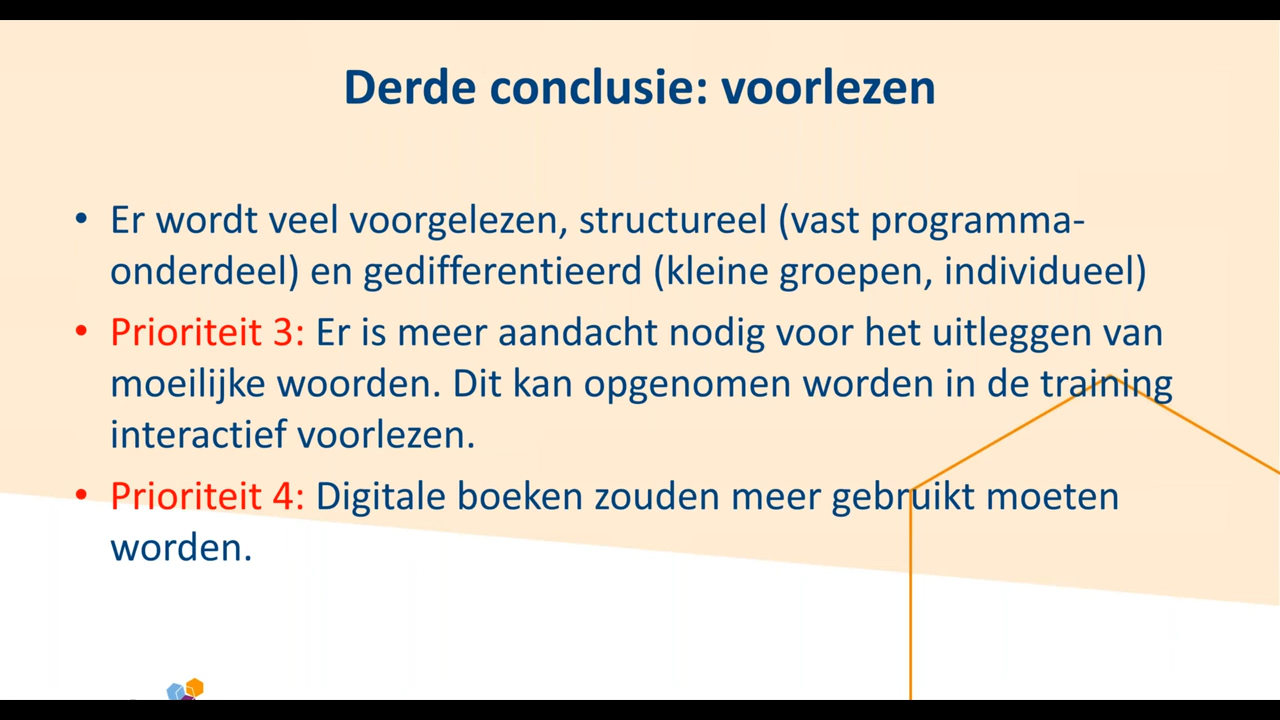 Derde conclusie: voorlezen
• Er wordt veel voorgelezen, structureel (vast programma-
onderdeel) en gedifferentieerd (kleine groepen, individueel)
• Prioriteit 3: Er is meer aandacht nodig voor het uitleggen van
moeilijke woorden. Dit kan opgenomen worden in de training
interactief voorlezen.
• Prioriteit 4: Digitale boeken zouden meer gebruikt moeten
worden.